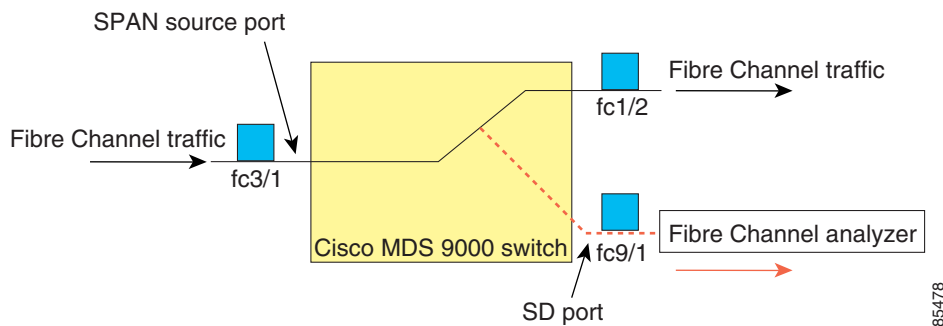 SPAN source port
Fibre Channel traffic
fc1/2
Fibre Channel traffic
fc3/1
Cisco MDS 9000 switch
fc9/1
Fibre Channel analyzer
SD port
85478